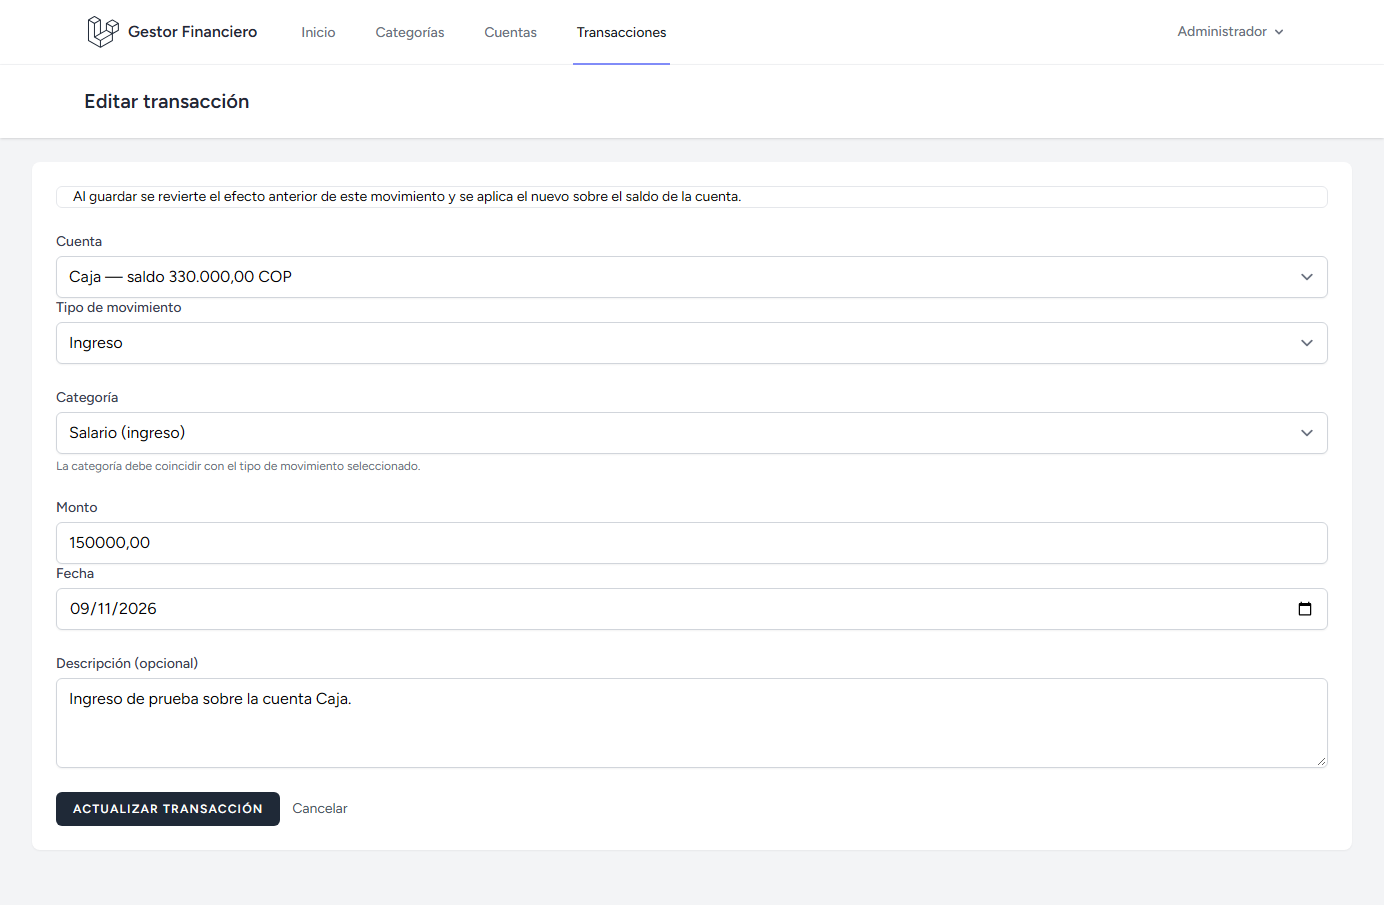 Gestor Financiero Inicio Categorías Cuentas Transacciones Administrador
Editar transacción
Al guardar se revierte el efecto anterior de este movimiento y se aplica el nuevo sobre el saldo de la cuenta.
Cuenta
Caja — saldo 330.000,00 COP
Tipo de movimiento
Ingreso
Categoría
Salario (ingreso)
La categoría debe coincidir con el tipo de movimiento seleccionado.
Monto
150000,00
Fecha
09/11/2026
Descripción (opcional)
Ingreso de prueba sobre la cuenta Caja.
ACTUALIZAR TRANSACCIÓN Cancelar